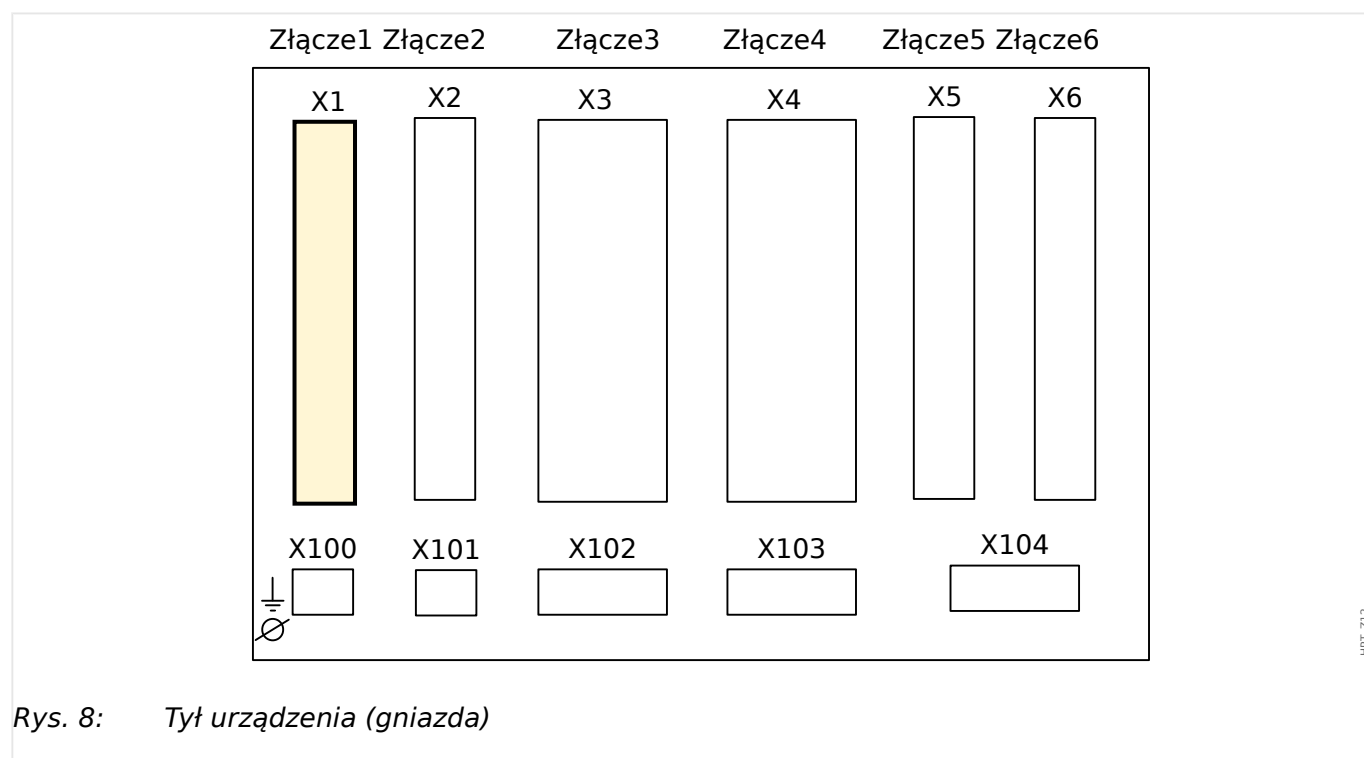 Złącze1 Złącze2 Złącze3 Złącze4 Złącze5 Złącze6
X1 X2 X3 X4 X5 X6
X100 X101 X102 X103 X104
Rys. 8: Tył urządzenia (gniazda)